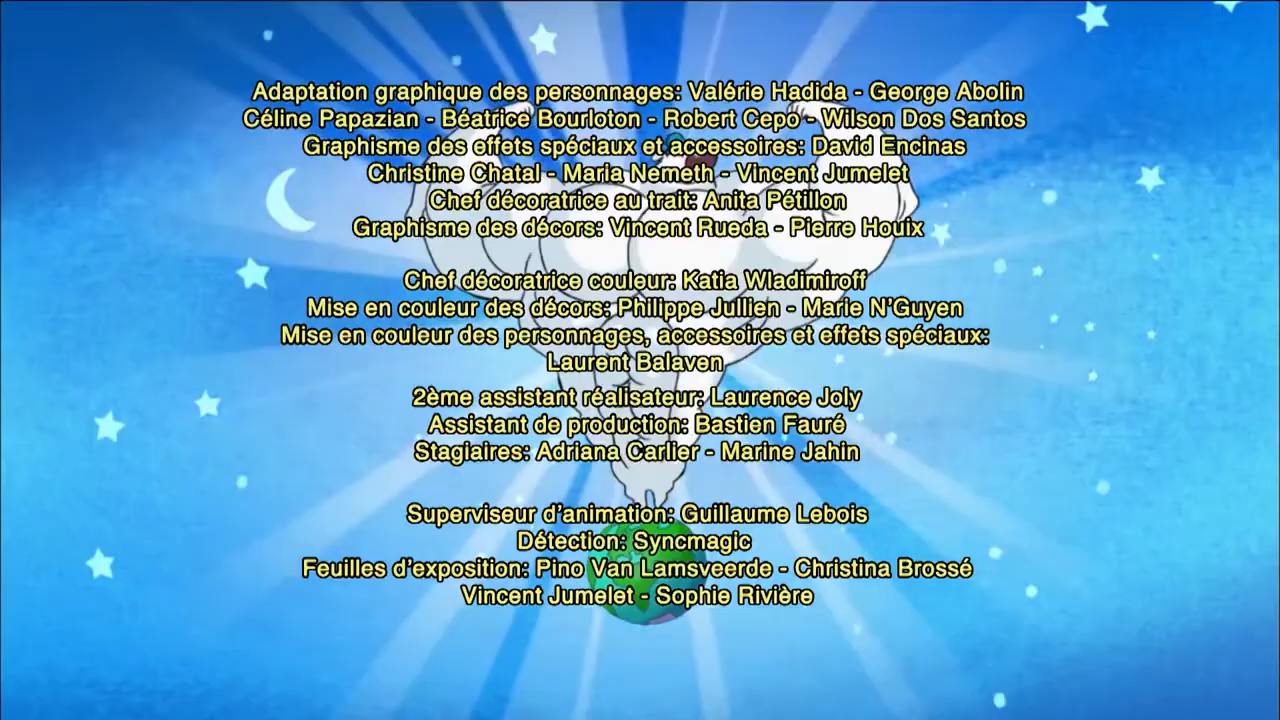 Adaptation graphique des personnages: Valérie Hadida - George Abolin
Céline Papazian - Béatrice Bourloton - Robert Cepo - Wilson Dos Santos
Graphisme des effets spéciaux et accessoires: David Encinas
Christine Chatal - Maria Nemeth - Vincent Jumelet
Chef décoratrice au trait: Anita Pétillon
Graphisme des décors: Vincent Rueda - Pierre Houix
Chef décoratrice couleur: Katia Wladimiroff
Mise en couleur des décors: Philippe Jullien - Marie N'Guyen
Mise en couleur des personnages, accessoires et effets spéciaux:
Laurent Balaven
2ème assistant réalisateur: Laurence Joly
Assistant de production: Bastien Fauré
Stagiaires: Adriana Carlier - Marine Jahin
Superviseur d'animation: Guillaume Lebois
Détection: Syncmagic
Feuilles d'exposition: Pino Van Lamsveerde - Christina Brossé
Vincent Jumelet - Sophie Rivière